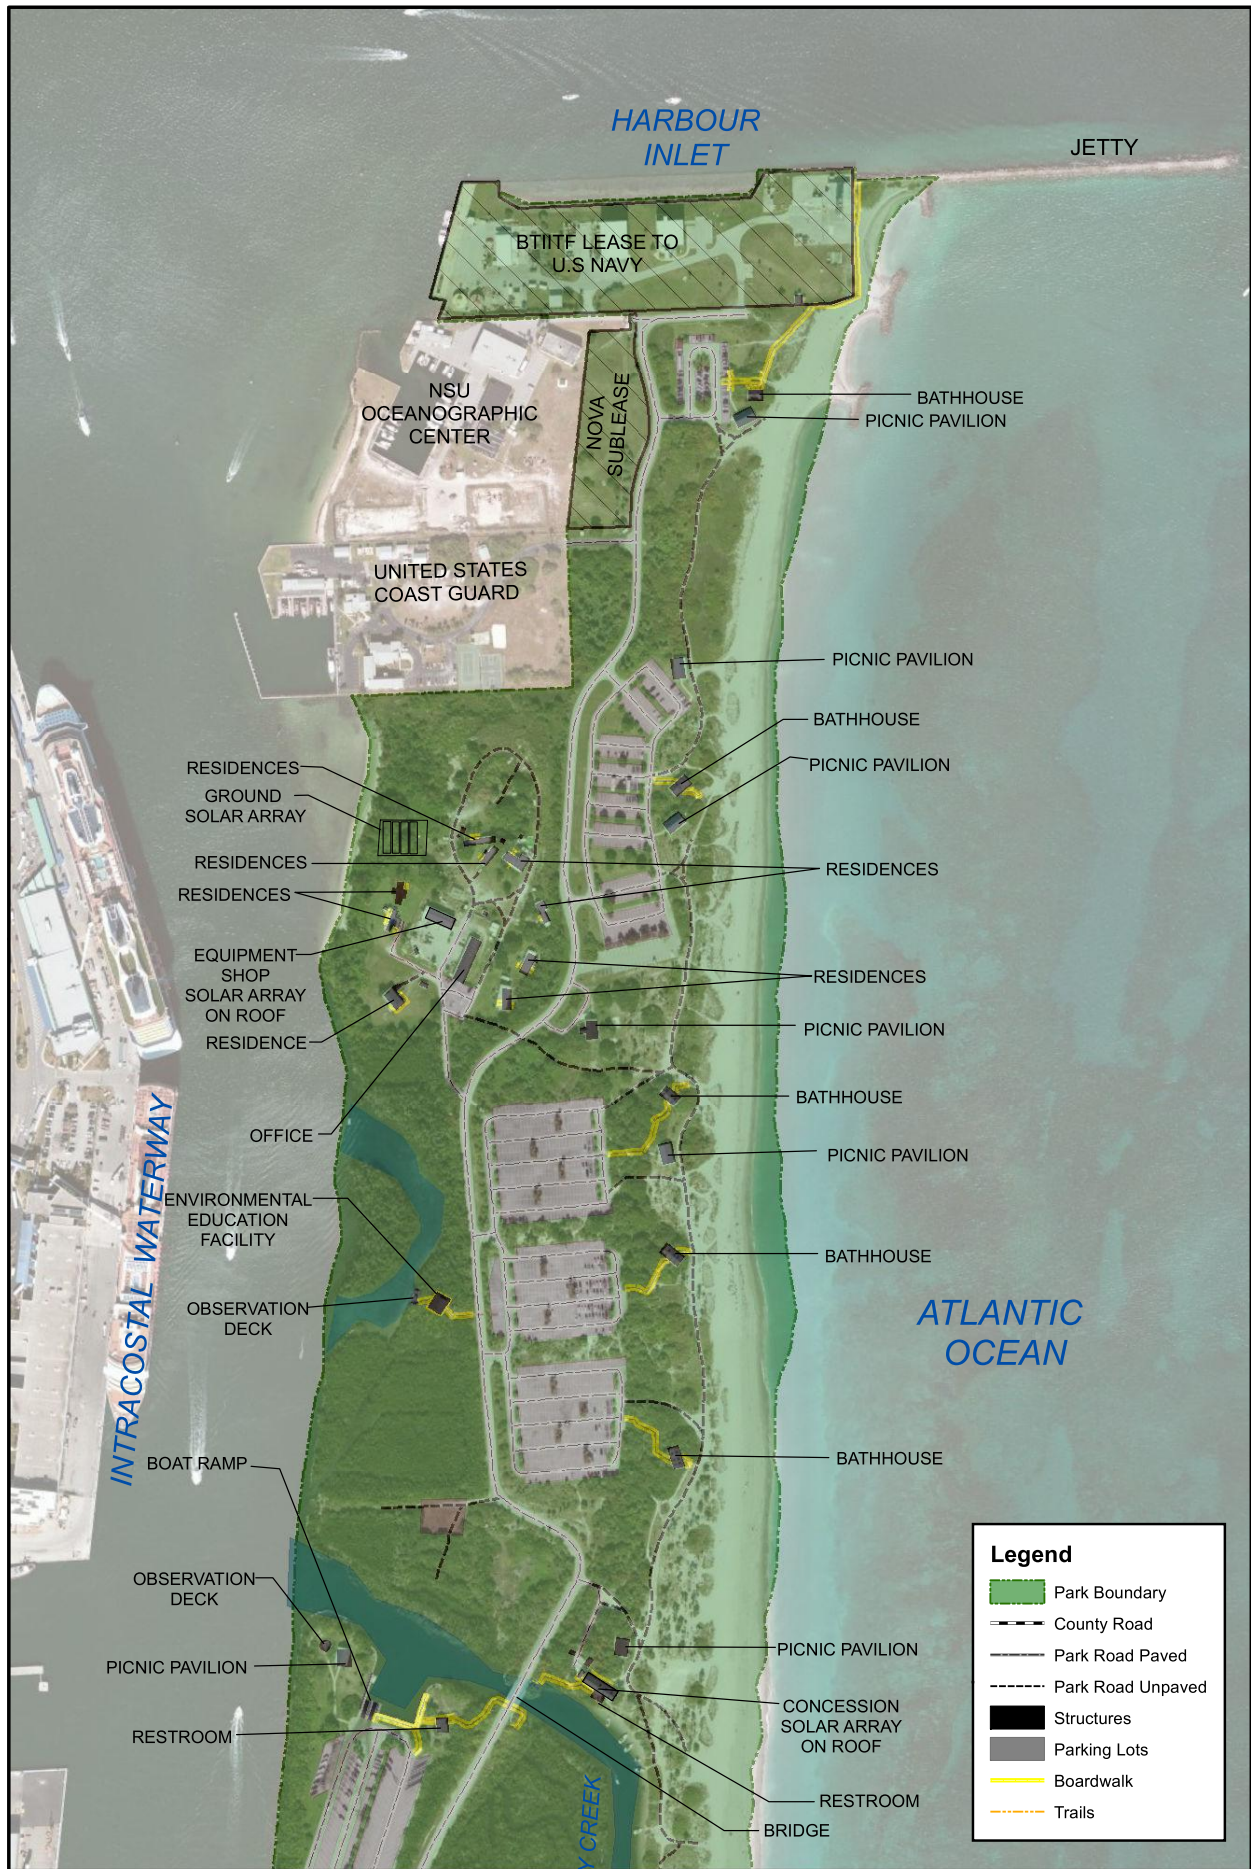 HARBOUR
INLET
JETTY
BTIITF LEASE TO
U.S NAVY
NSU
OCEANOGRAPHIC
CENTER
NOVA
SUBLEASE
BATHHOUSE
PICNIC PAVILION
UNITED STATES
COAST GUARD
PICNIC PAVILION
BATHHOUSE
PICNIC PAVILION
RESIDENCES
GROUND
SOLAR ARRAY
RESIDENCES
RESIDENCES
RESIDENCES
EQUIPMENT
SHOP
SOLAR ARRAY
ON ROOF
RESIDENCE
RESIDENCES
PICNIC PAVILION
BATHHOUSE
OFFICE
PICNIC PAVILION
ENVIRONMENTAL
EDUCATION
FACILITY
BATHHOUSE
OBSERVATION
DECK
ATLANTIC
OCEAN
INTRACOSTAL WATERWAY
BOAT RAMP
BATHHOUSE
OBSERVATION
DECK
PICNIC PAVILION
PICNIC PAVILION
RESTROOM
CONCESSION
SOLAR ARRAY
ON ROOF
RESTROOM
BRIDGE
Y CREEK
Legend
Park Boundary
County Road
Park Road Paved
Park Road Unpaved
Structures
Parking Lots
Boardwalk
Trails